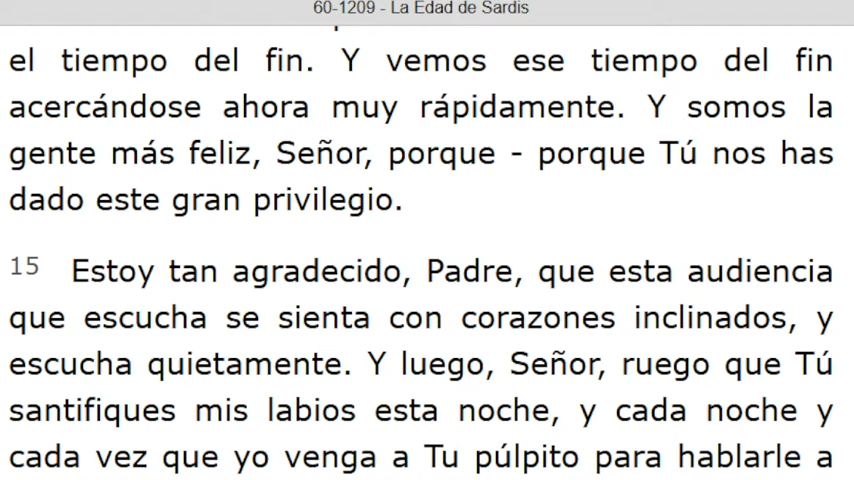 60-1209 - La Edad de Sardis
el tiempo del fin. Y vemos ese tiempo del fin
acercándose ahora muy rápidamente. Y somos la
gente más feliz, Señor, porque - porque Tú nos has
dado este gran privilegio.
15 Estoy tan agradecido, Padre, que esta audiencia
que escucha se sienta con corazones inclinados, y
escucha quietamente. Y luego, Señor, ruego que Tú
santifiques mis labios esta noche, y cada noche y
cada vez que yo venga a Tu púlpito para hablarle a